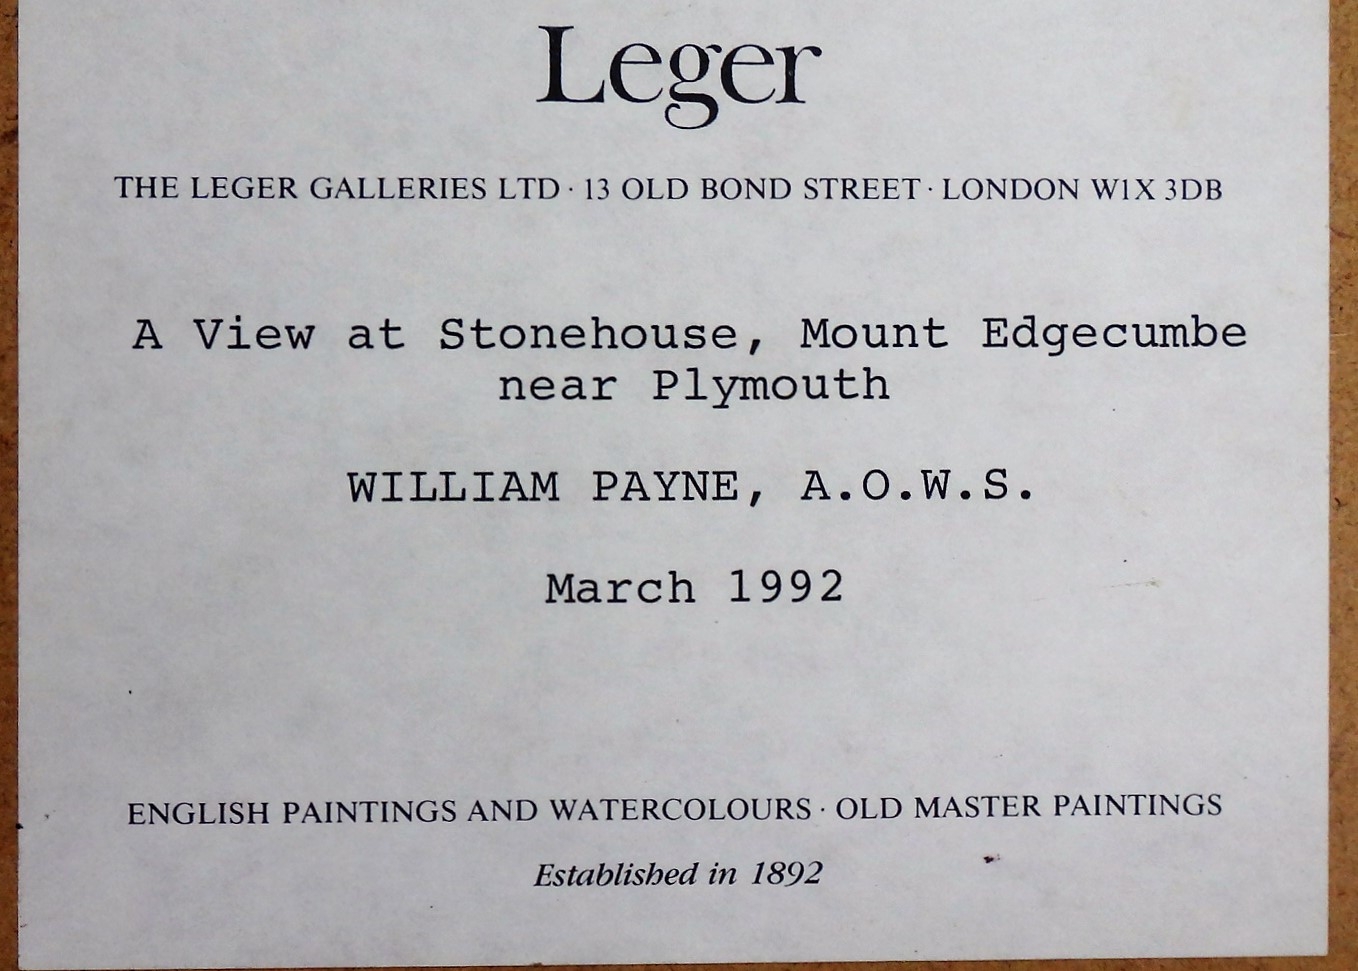 Leger
THE LEGER GALLERIES LTD · 13 OLD BOND STREET · LONDON W1X 3DB
A View at Stonehouse, Mount Edgecumbe
near Plymouth
WILLIAM PAYNE, A.O.W.S.
March 1992
ENGLISH PAINTINGS AND WATERCOLOURS · OLD MASTER PAINTINGS
Established in 1892